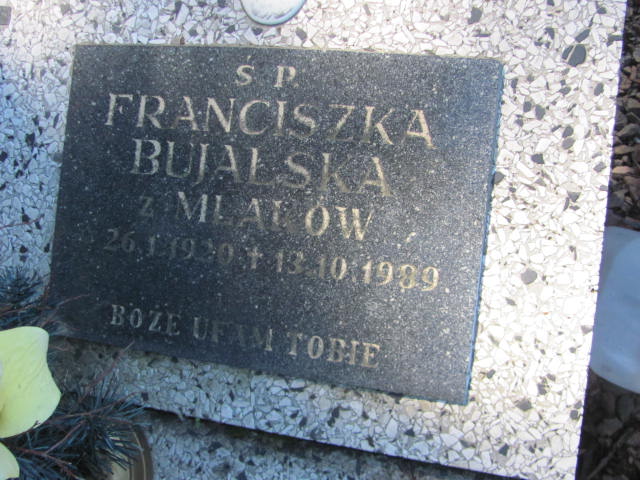 S P
FRANCISZKA
BUJALSKA
z MLAKÓW
26.1.1920 † 13.10.1989
BOŻE UFAM TOBIE